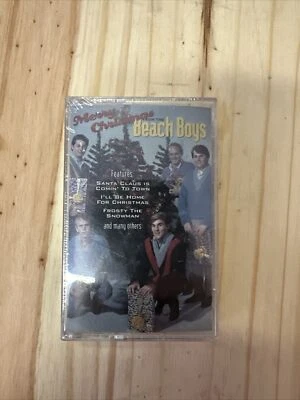 Merry
Christmas
from the
Beach Boys
Features:
SANTA CLAUS IS
COMIN' TO TOWN
I'LL BE HOME
FOR CHRISTMAS
FROSTY THE
SNOWMAN
and many others